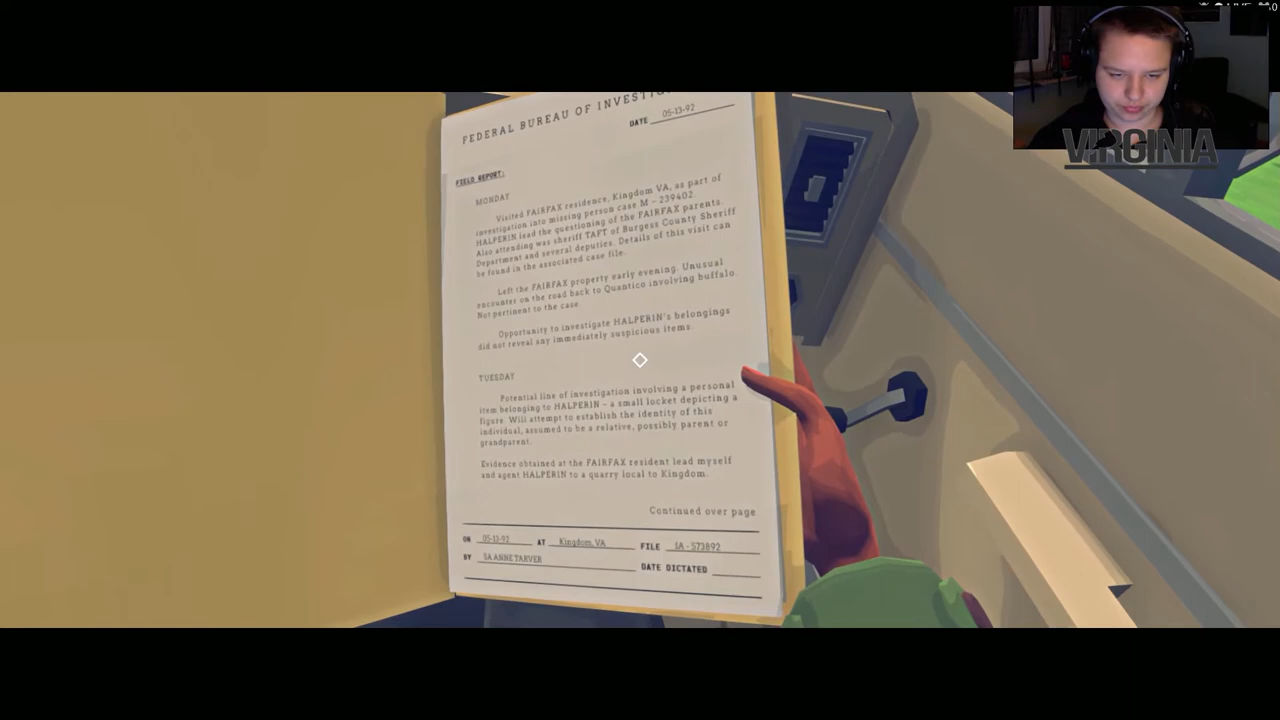 LIVE
VIRGINIA
FEDERAL BUREAU OF
DATE 05-13-92
FIELD REPORT:
MONDAY
Visited FAIRFAX residence, Kingdom VA, as part of
investigation into missing person case M - 239402.
HALPERIN lead the questioning of the FAIRFAX parents.
Also attending was sheriff TAFT of Burgess County Sheriff
Department and several deputies. Details of this visit can
be found in the associated case file.
Left the FAIRFAX property early evening. Unusual
encounter on the road back to Quantico involving buffalo.
Not pertinent to the case.
Opportunity to investigate HALPERIN's belongings
did not reveal any immediately suspicious items
TUESDAY
Potential line of investigation involving a personal
item belonging to HALPERIN - a small locket depicting a
figure. Will attempt to establish the identity of this
individual, assumed to be a relative, possibly parent or
grandparent.
Evidence obtained at the FAIRFAX resident lead myself
and agent HALPERIN to a quarry local to Kingdom.
Continued over page
ON 05-13-92 AT Kingdom, VA FILE SA - 573892
BY SA ANNE TARVER DATE DICTATED